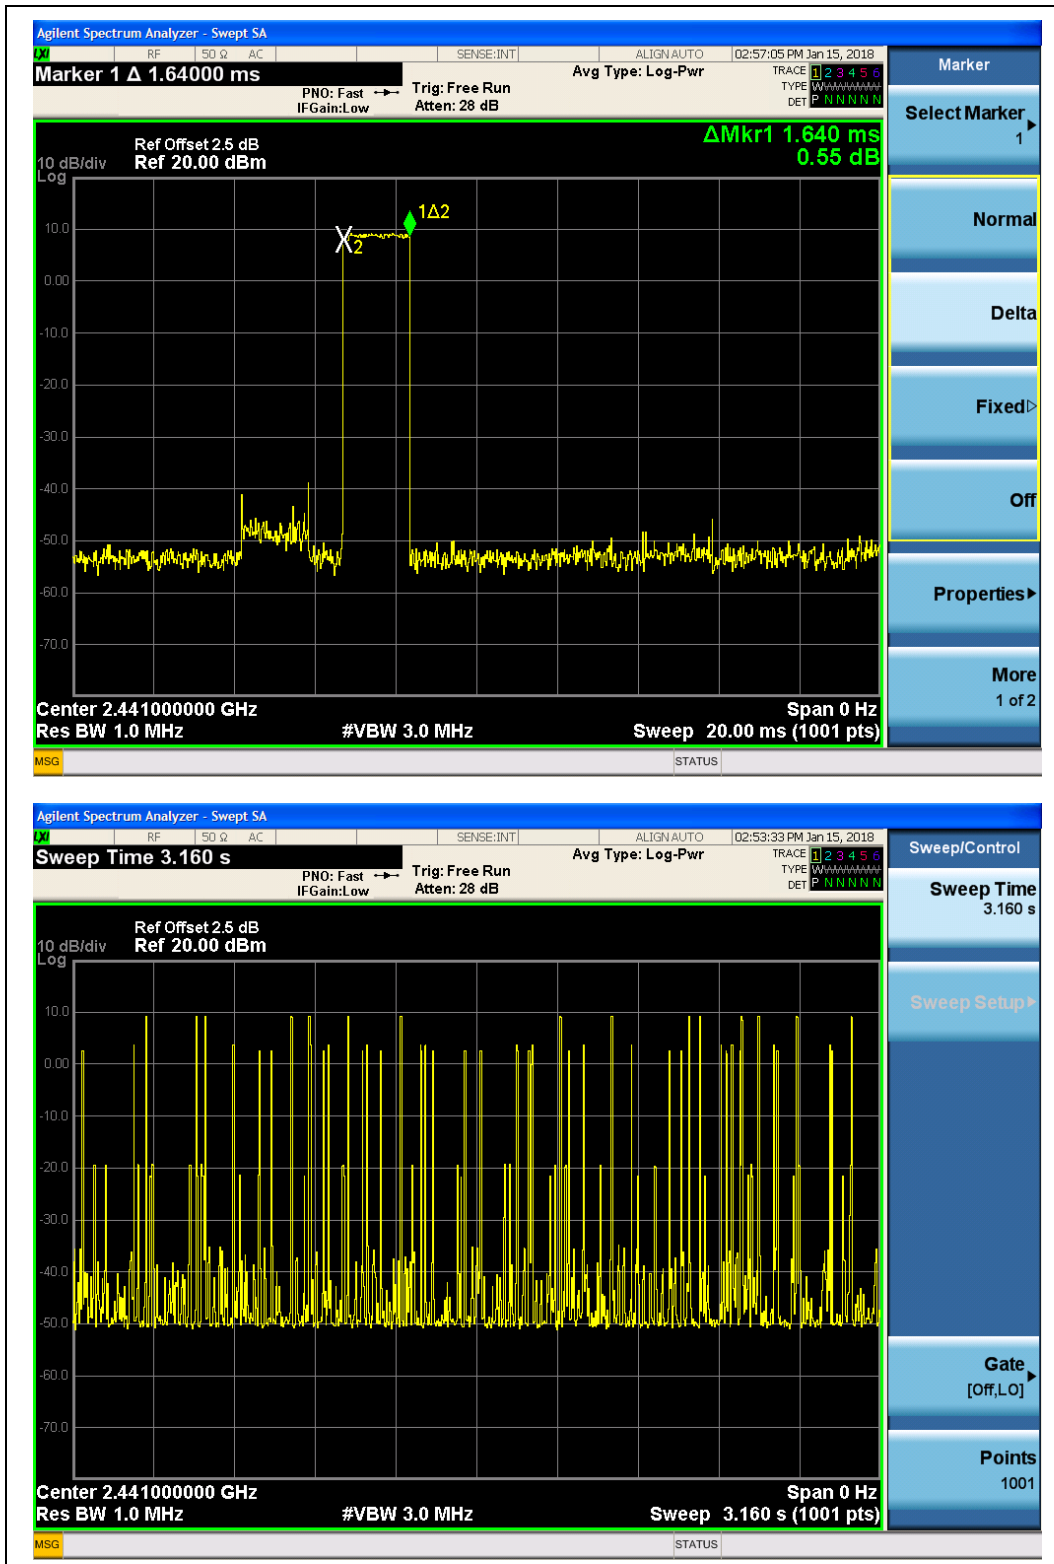 Agilent Spectrum Analyzer - Swept SA
LXI RF 50 Ω AC SENSE:INT ALIGN AUTO 02:57:05 PM Jan 15, 2018
Marker 1 Δ 1.64000 ms
PNO: Fast
IFGain:Low
Trig: Free Run
Atten: 28 dB
Avg Type: Log-Pwr
TRACE 1 2 3 4 5 6
TYPE
DET P N N N N N
ΔMkr1 1.640 ms
0.55 dB
Ref Offset 2.5 dB
10 dB/div Ref 20.00 dBm
Log
10.0
0.00
-10.0
-20.0
-30.0
-40.0
-50.0
-60.0
-70.0
1Δ2
2
Center 2.441000000 GHz Span 0 Hz
Res BW 1.0 MHz #VBW 3.0 MHz Sweep 20.00 ms (1001 pts)
MSG STATUS
Marker
Select Marker
1
Normal
Delta
Fixed
Off
Properties
More
1 of 2
Agilent Spectrum Analyzer - Swept SA
LXI RF 50 Ω AC SENSE:INT ALIGN AUTO 02:53:33 PM Jan 15, 2018
Sweep Time 3.160 s
PNO: Fast
IFGain:Low
Trig: Free Run
Atten: 28 dB
Avg Type: Log-Pwr
TRACE 1 2 3 4 5 6
TYPE
DET P N N N N N
Ref Offset 2.5 dB
10 dB/div Ref 20.00 dBm
Log
10.0
0.00
-10.0
-20.0
-30.0
-40.0
-50.0
-60.0
-70.0
Center 2.441000000 GHz Span 0 Hz
Res BW 1.0 MHz #VBW 3.0 MHz Sweep 3.160 s (1001 pts)
MSG STATUS
Sweep/Control
Sweep Time
3.160 s
Sweep Setup
Gate
[Off,LO]
Points
1001